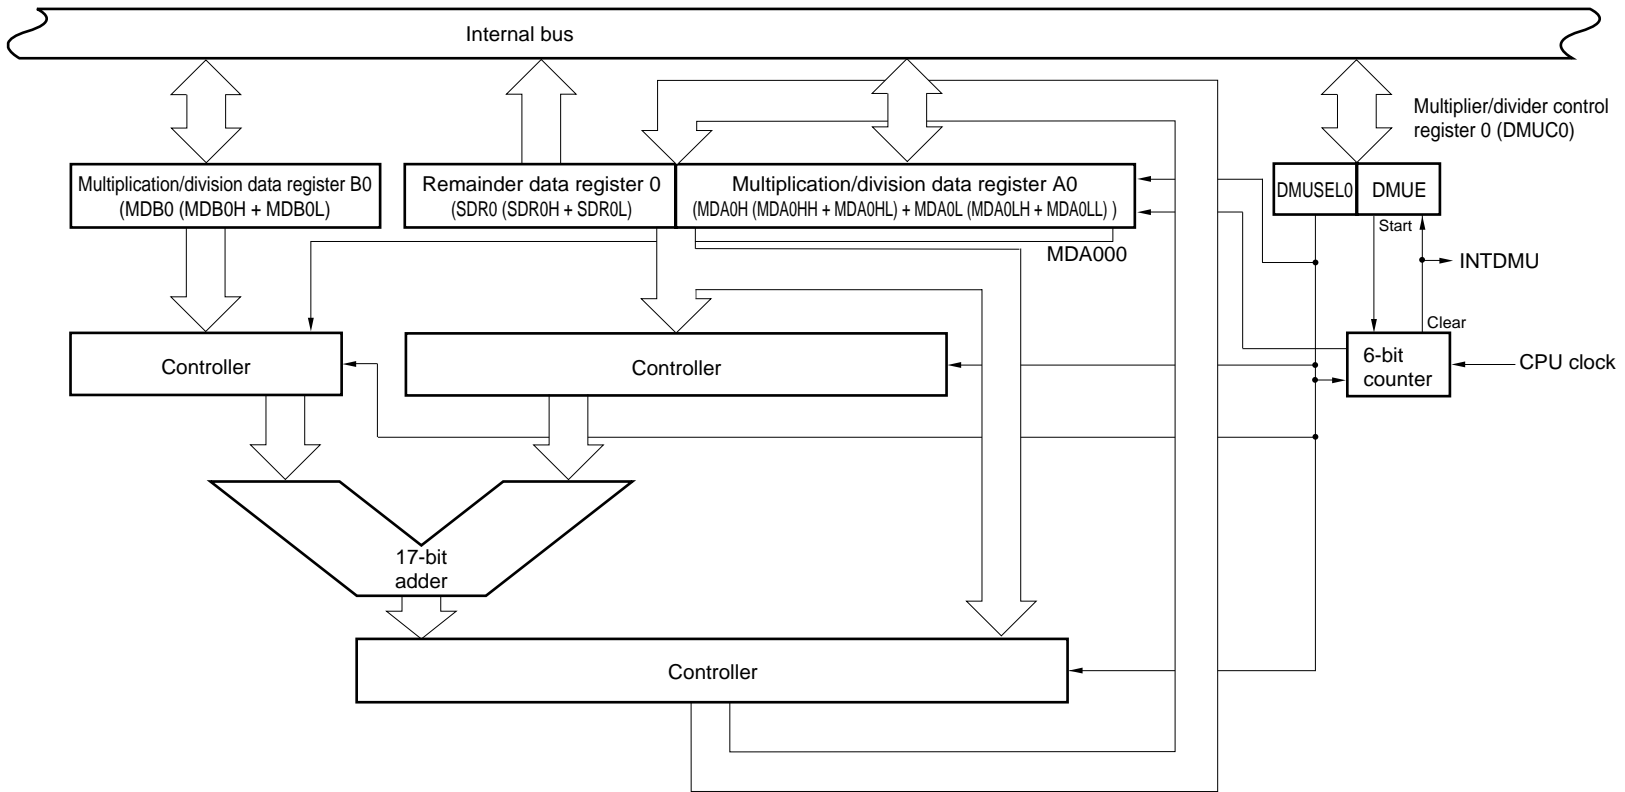 Internal bus
Multiplier/divider control
register 0 (DMUC0)
Multiplication/division data register B0
(MDB0 (MDB0H + MDB0L)
Remainder data register 0
(SDR0 (SDR0H + SDR0L)
Multiplication/division data register A0
(MDA0H (MDA0HH + MDA0HL) + MDA0L (MDA0LH + MDA0LL) )
DMUSEL0
DMUE
Start
MDA000
INTDMU
Clear
Controller
Controller
6-bit
counter
CPU clock
17-bit
adder
Controller